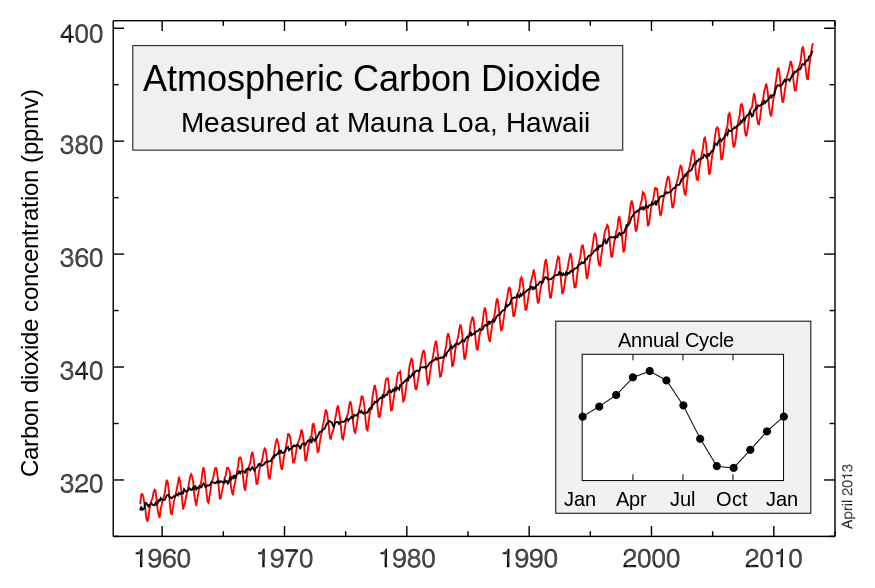 Atmospheric Carbon Dioxide
Measured at Mauna Loa, Hawaii
Carbon dioxide concentration (ppmv)
400
380
360
340
320
1960 1970 1980 1990 2000 2010
Annual Cycle
Jan Apr Jul Oct Jan
April 2013